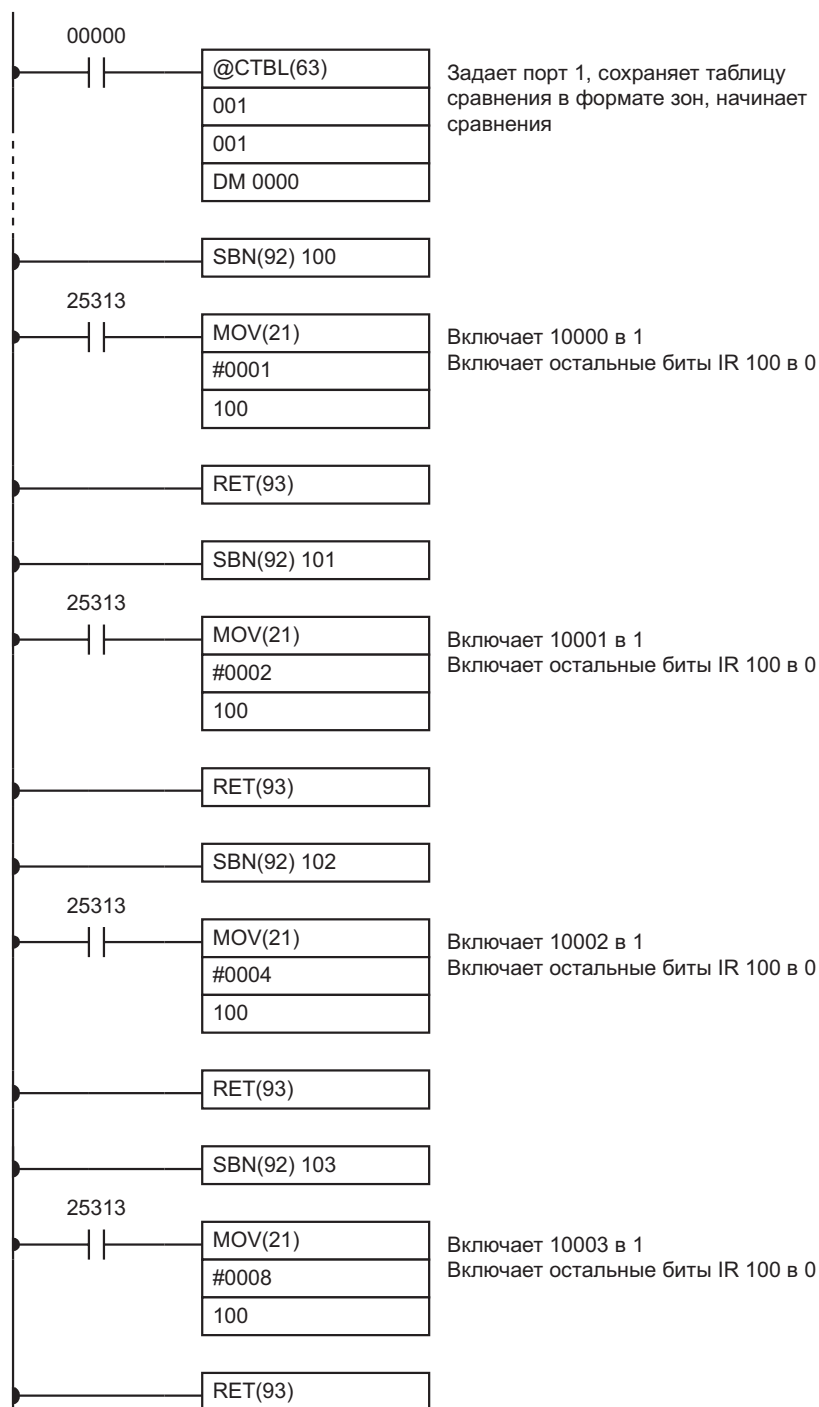 00000
@CTBL(63)
001
001
DM 0000
Задает порт 1, сохраняет таблицу
сравнения в формате зон, начинает
сравнения
SBN(92) 100
25313
MOV(21)
#0001
100
Включает 10000 в 1
Включает остальные биты IR 100 в 0
RET(93)
SBN(92) 101
25313
MOV(21)
#0002
100
Включает 10001 в 1
Включает остальные биты IR 100 в 0
RET(93)
SBN(92) 102
25313
MOV(21)
#0004
100
Включает 10002 в 1
Включает остальные биты IR 100 в 0
RET(93)
SBN(92) 103
25313
MOV(21)
#0008
100
Включает 10003 в 1
Включает остальные биты IR 100 в 0
RET(93)